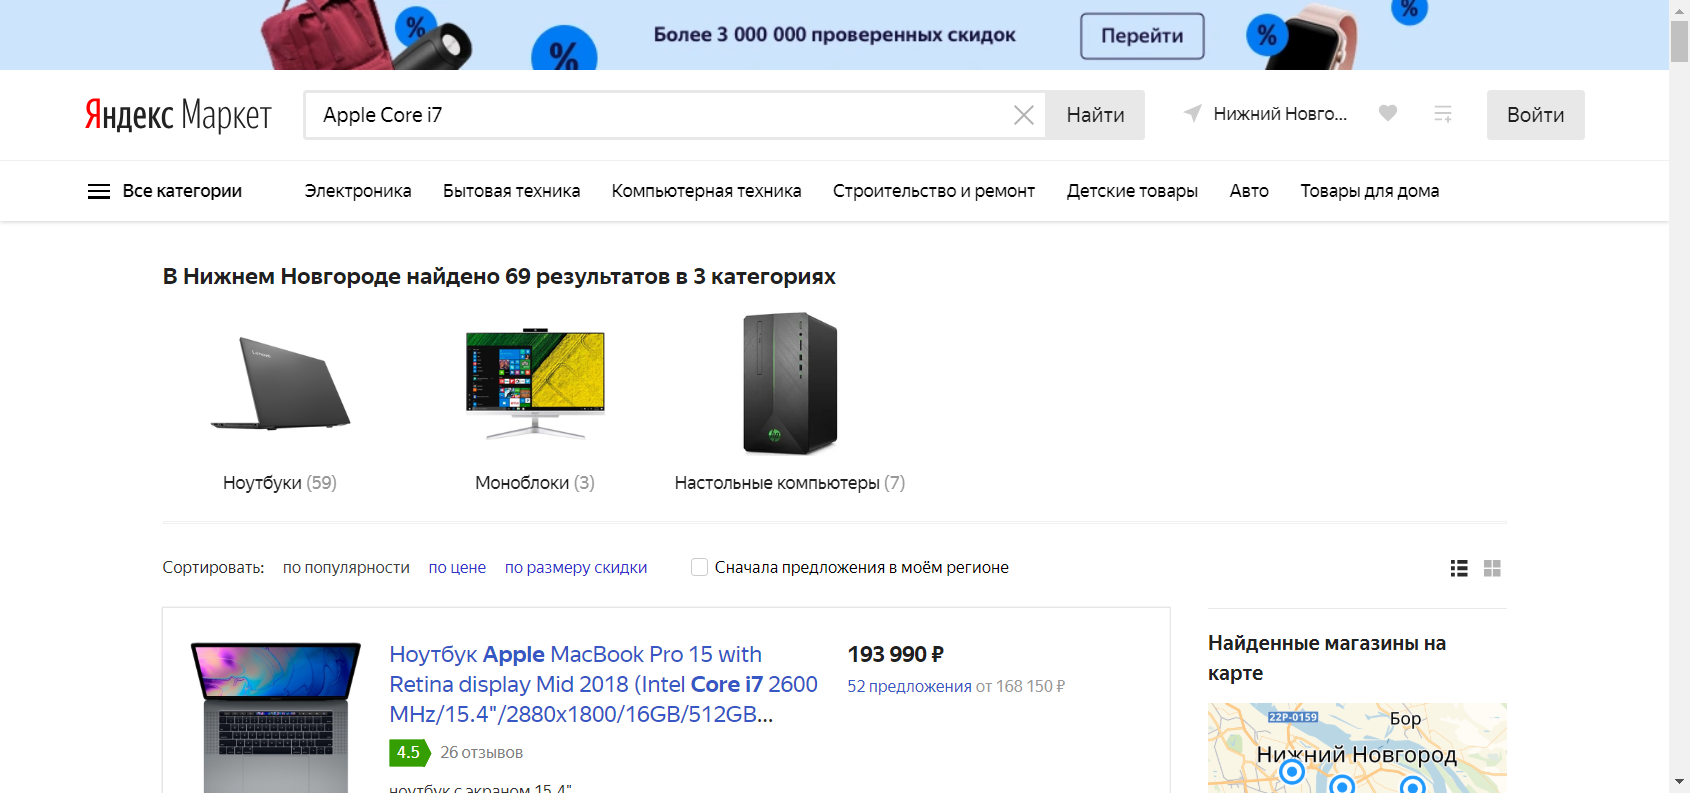 %
%
Более 3 000 000 проверенных скидок
Перейти
%
%
Яндекс Маркет
Apple Core i7
Найти
Нижний Новго...
Войти
Все категории
Электроника
Бытовая техника
Компьютерная техника
Строительство и ремонт
Детские товары
Авто
Товары для дома
В Нижнем Новгороде найдено 69 результатов в 3 категориях
Ноутбуки (59)
Моноблоки (3)
Настольные компьютеры (7)
Сортировать:
по популярности
по цене
по размеру скидки
Сначала предложения в моём регионе
Ноутбук Apple MacBook Pro 15 with
Retina display Mid 2018 (Intel Core i7 2600
MHz/15.4"/2880x1800/16GB/512GB...
4.5 26 отзывов
ноутбук с экраном 15.4"
193 990 ₽
52 предложения от 168 150 ₽
Найденные магазины на
карте
22Р-0159
Бор
Нижний Новгород